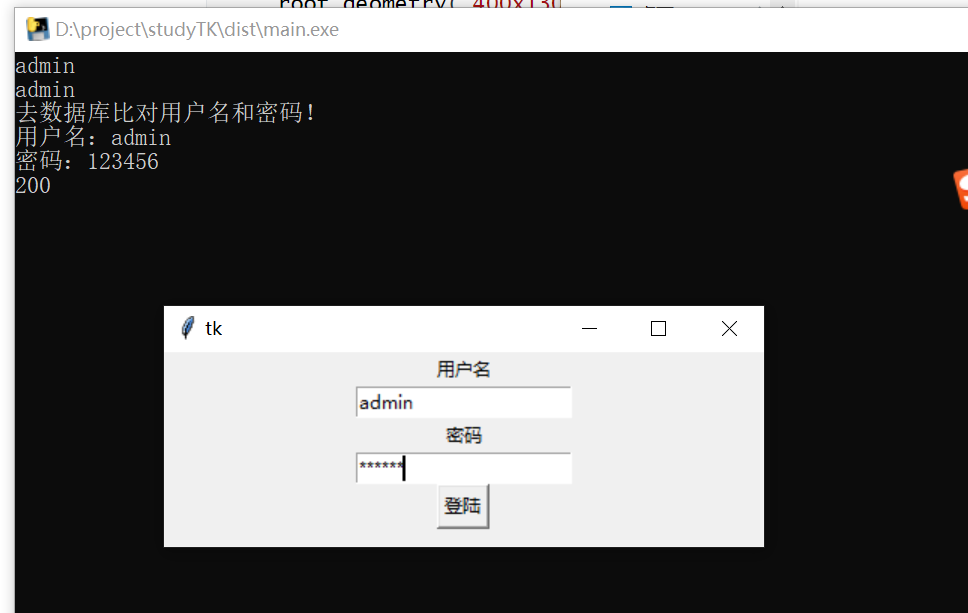 root.geometry('400x130
D:\project\studyTK\dist\main.exe
admin
admin
去数据库比对用户名和密码！
用户名：admin
密码：123456
200
tk
用户名
admin
密码
******
登陆